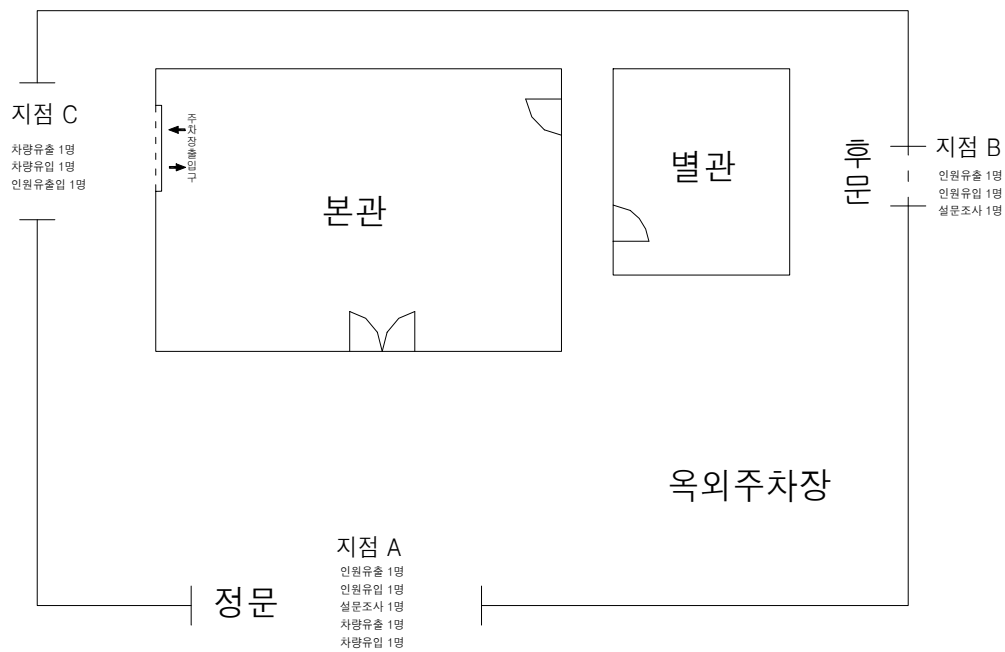 지점 C
차량유출 1명
차량유입 1명
인원유출입 1명
주차장출입구
본관
별관
후문
지점 B
인원유출 1명
인원유입 1명
설문조사 1명
옥외주차장
지점 A
인원유출 1명
인원유입 1명
설문조사 1명
차량유출 1명
차량유입 1명
정문